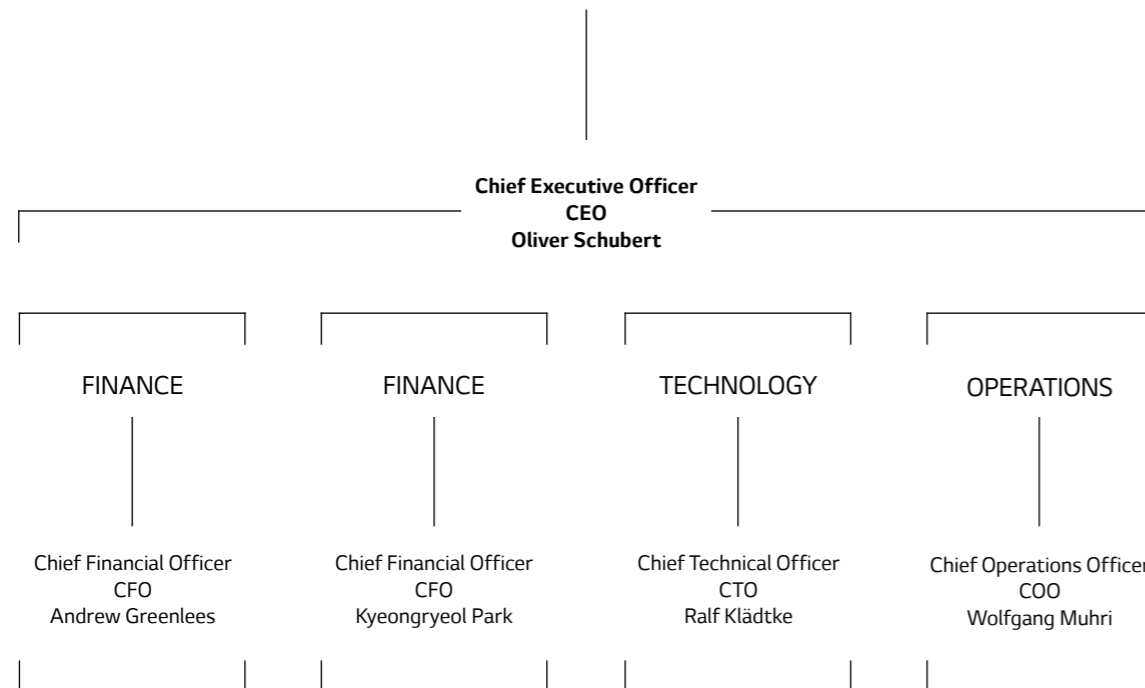 Chief Executive Officer
CEO
Oliver Schubert
FINANCE
FINANCE
TECHNOLOGY
OPERATIONS
Chief Financial Officer
CFO
Andrew Greenlees
Chief Financial Officer
CFO
Kyeongryeol Park
Chief Technical Officer
CTO
Ralf Klädtke
Chief Operations Officer
COO
Wolfgang Muhri